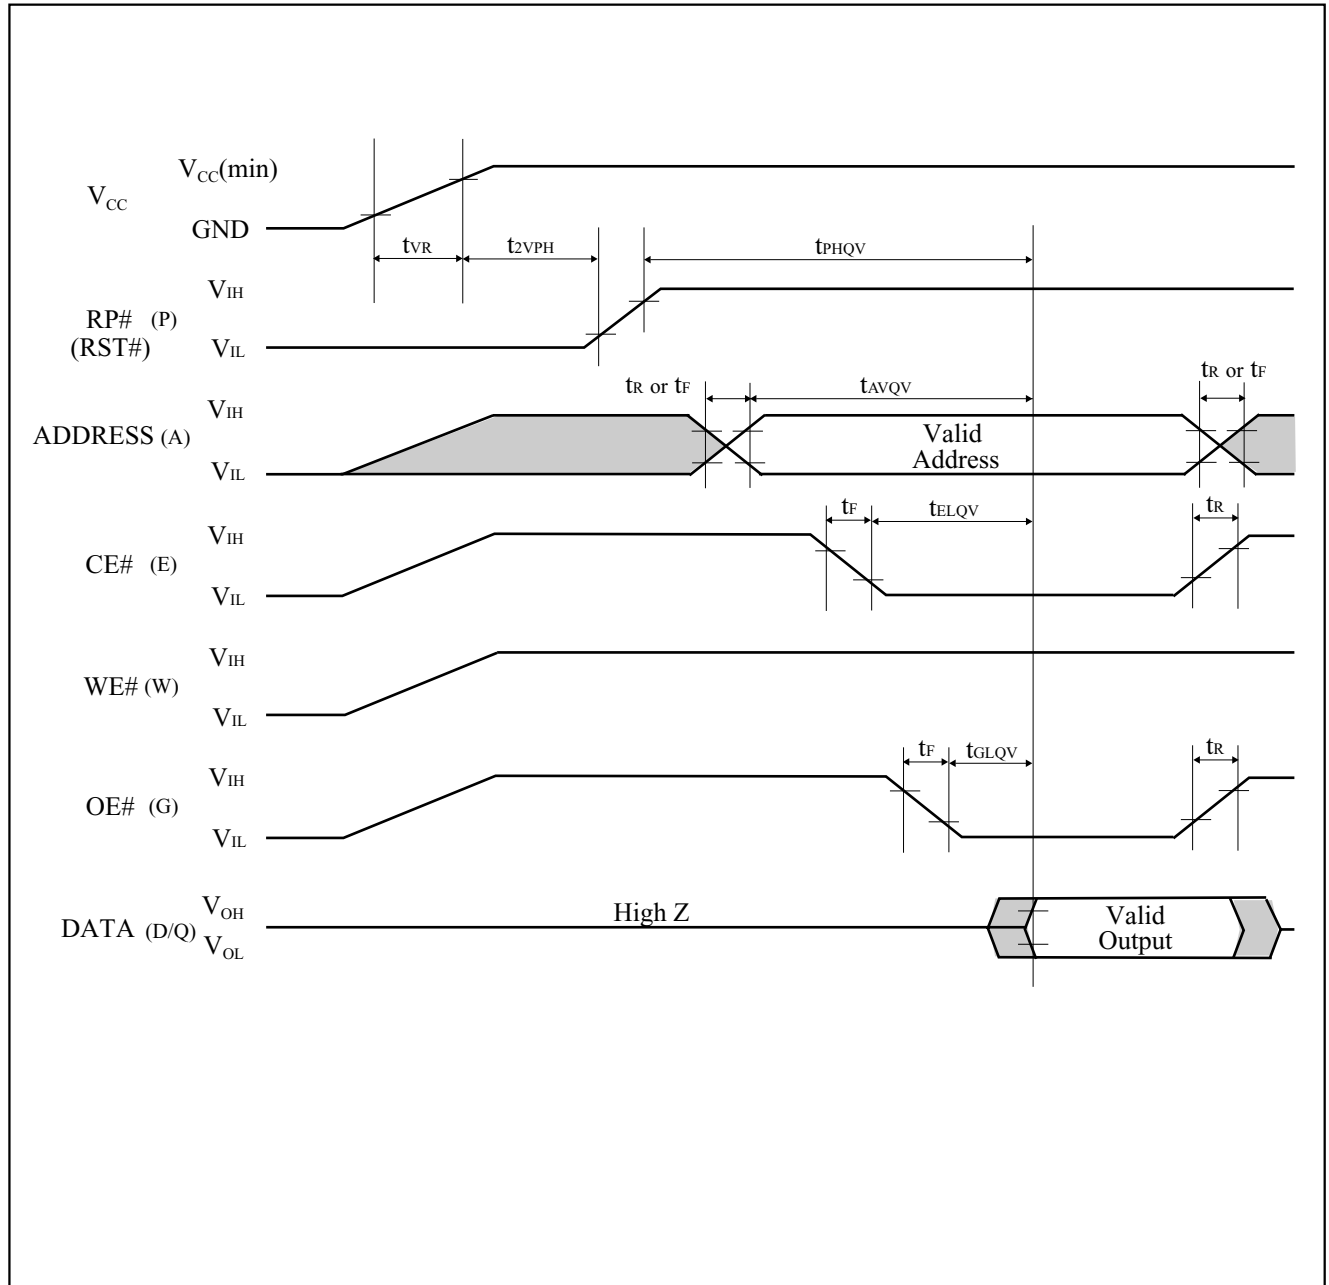 VCC(min)
VCC
GND
tVR
t2VPH
tPHQV
VIH
RP# (P)
(RST#)
VIL
tR or tF
tAVQV
tR or tF
VIH
ADDRESS (A)
Valid
Address
VIL
tF
tELQV
tR
VIH
CE# (E)
VIL
VIH
WE# (W)
VIL
tF
tGLQV
tR
VIH
OE# (G)
VIL
VOH
High Z
DATA (D/Q)
Valid
Output
VOL